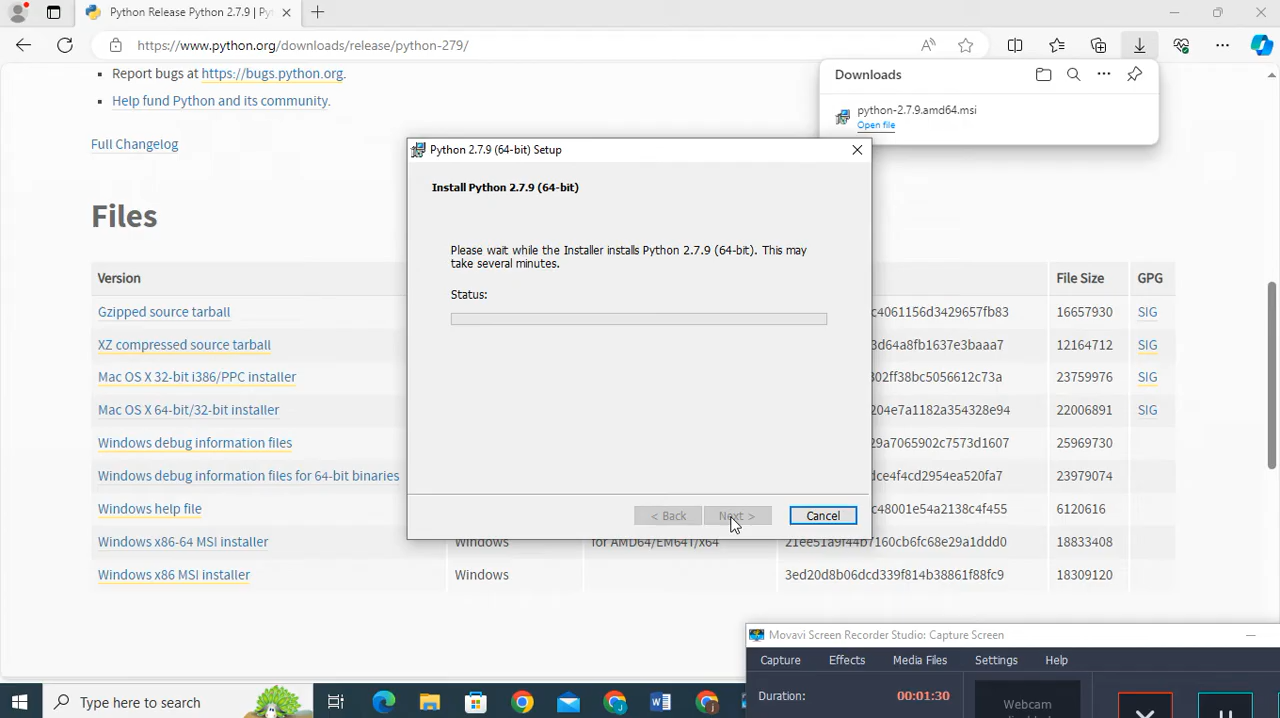 Python Release Python 2.7.9 | Py
https://www.python.org/downloads/release/python-279/
Report bugs at https://bugs.python.org.
Help fund Python and its community.
Full Changelog
Downloads
python-2.7.9.amd64.msi
Open file
Files
Version
File Size
GPG
Gzipped source tarball
c4061156d3429657fb83
16657930
SIG
XZ compressed source tarball
3d64a8fb1637e3baaa7
12164712
SIG
Mac OS X 32-bit i386/PPC installer
302ff38bc5056612c73a
23759976
SIG
Mac OS X 64-bit/32-bit installer
204e7a1182a354328e94
22006891
SIG
Windows debug information files
29a7065902c7573d1607
25969730
Windows debug information files for 64-bit binaries
dce4f4cd2954ea520fa7
23979074
Windows help file
c48651 
6120616
Windows x86-64 MSI installer
Windows
for AMD64/EM64T/x64
21ee51a9f44b7160cb6fc68e29a1ddd0
18833408
Windows x86 MSI installer
Windows
3ed20d8b06dcd339f814b38861f88fc9
18309120
Python 2.7.9 (64-bit) Setup
Install Python 2.7.9 (64-bit)
Please wait while the Installer installs Python 2.7.9 (64-bit). This may
take several minutes.
Status:
< Back
Next >
Cancel
Movavi Screen Recorder Studio: Capture Screen
Capture
Effects
Media Files
Settings
Help
Duration:
00:01:30
Webcam
Type here to search